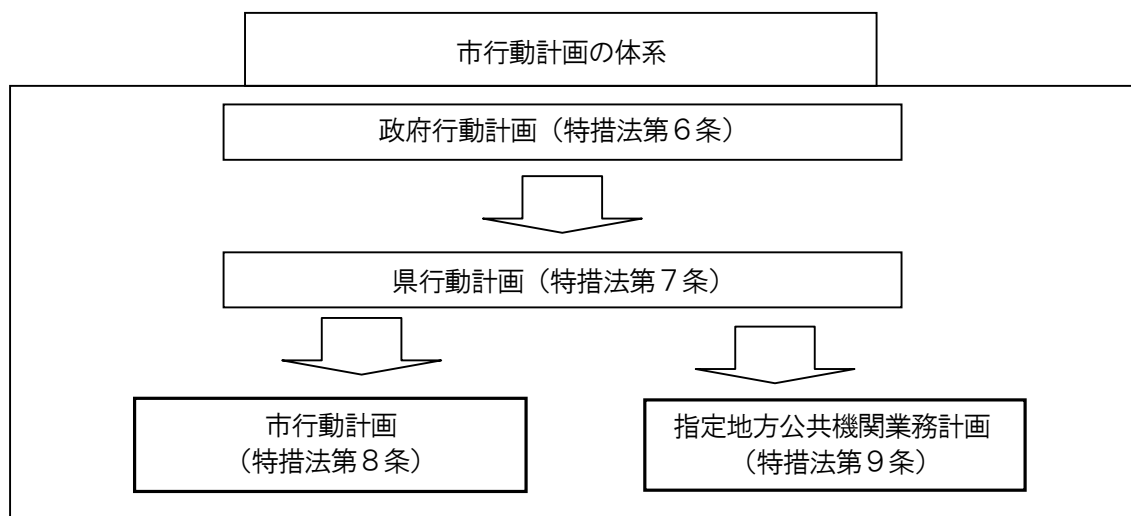 市行動計画の体系
政府行動計画（特措法第６条）
県行動計画（特措法第７条）
市行動計画
（特措法第８条）
指定地方公共機関業務計画
（特措法第９条）